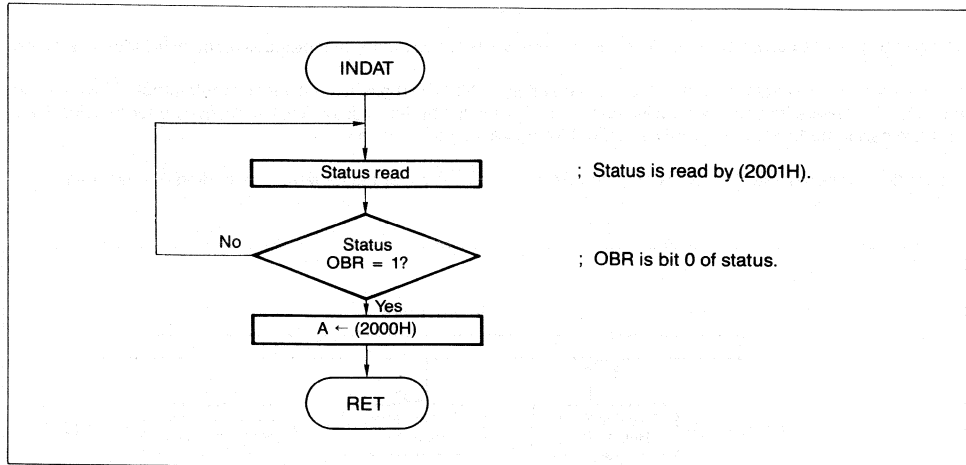 INDAT
Status read
; Status is read by (2001H).
No
Status
OBR = 1?
; OBR is bit 0 of status.
Yes
A ← (2000H)
RET